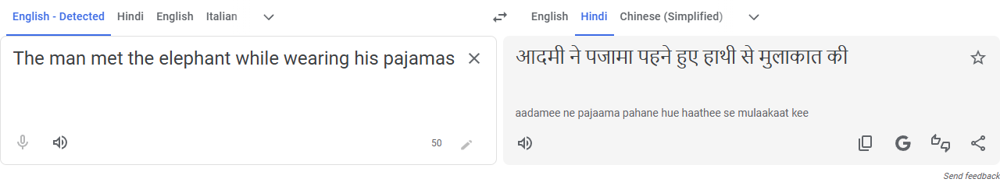 English - Detected Hindi English Italian
English Hindi Chinese (Simplified)
The man met the elephant while wearing his pajamas
आदमी ने पजामा पहने हुए हाथी से मुलाकात की
aadamee ne pajaama pahane hue haathee se mulaakaat kee
50
Send feedback